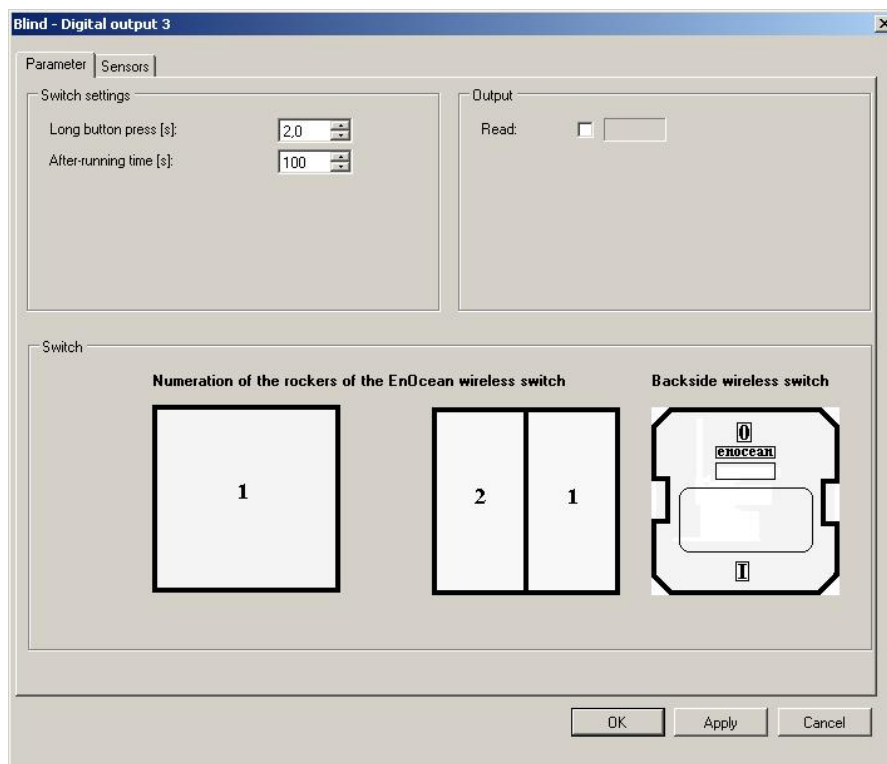 Blind - Digital output 3
Parameter
Sensors
Switch settings
Long button press [s]:
2,0
After-running time [s]:
100
Output
Read:
Switch
Numeration of the rockers of the EnOcean wireless switch
Backside wireless switch
1
2
1
0
enocean
I
OK
Apply
Cancel